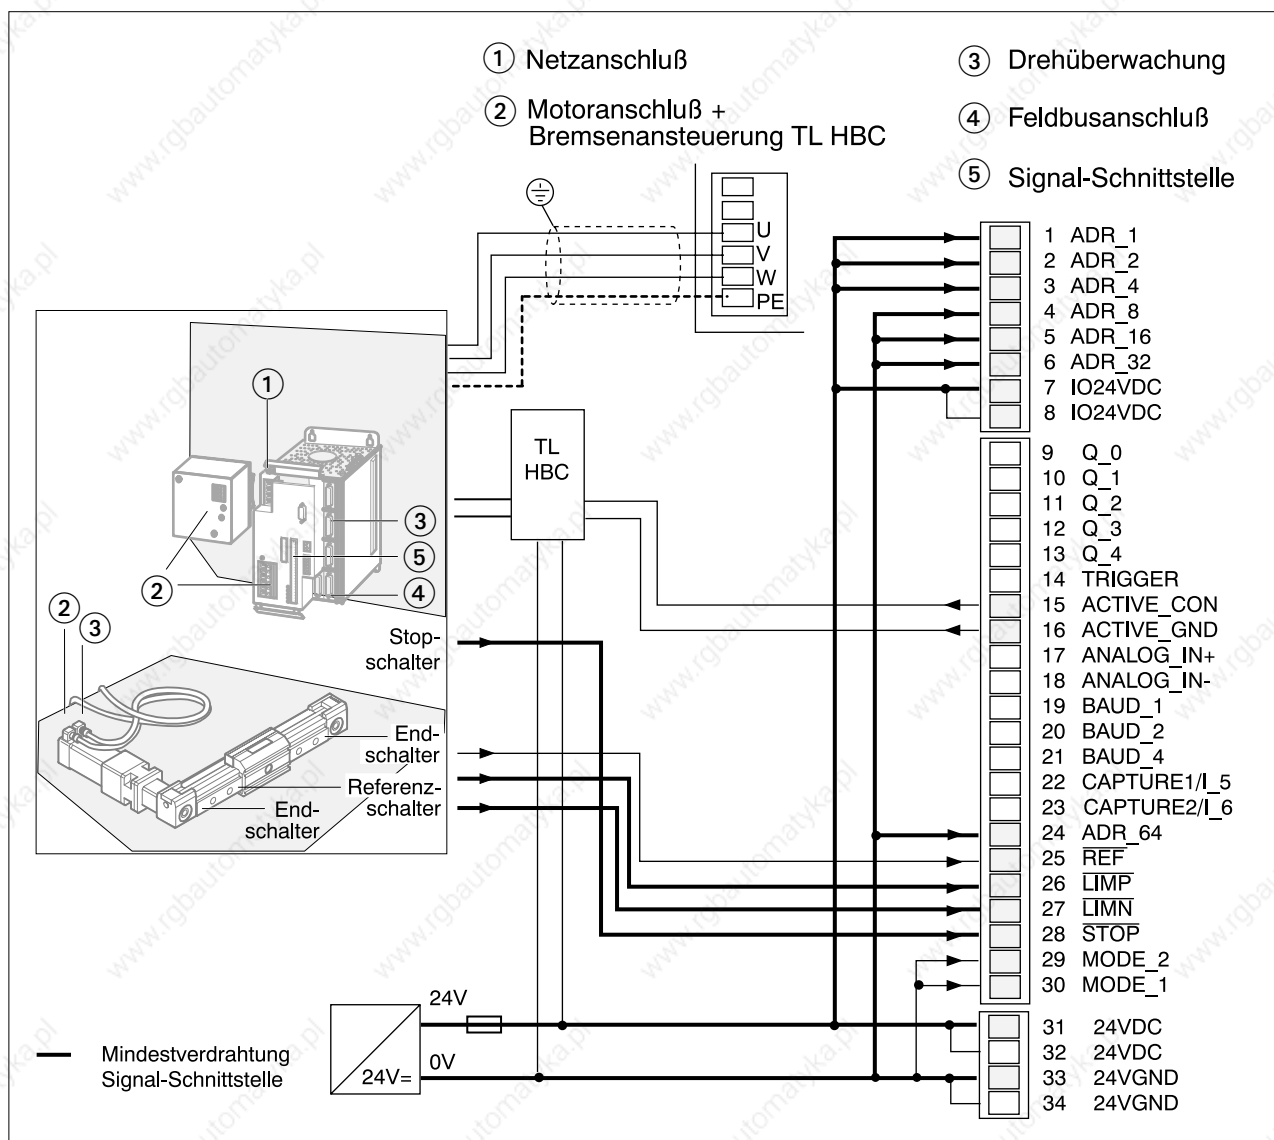 1 Netzanschluß
2 Motoranschluß +
Bremsenansteuerung TL HBC
3 Drehüberwachung
4 Feldbusanschluß
5 Signal-Schnittstelle
U
V
W
PE
1 ADR_1
2 ADR_2
3 ADR_4
4 ADR_8
5 ADR_16
6 ADR_32
7 IO24VDC
8 IO24VDC
9 Q_0
10 Q_1
11 Q_2
12 Q_3
13 Q_4
14 TRIGGER
15 ACTIVE_CON
16 ACTIVE_GND
17 ANALOG_IN+
18 ANALOG_IN-
19 BAUD_1
20 BAUD_2
21 BAUD_4
22 CAPTURE1/I_5
23 CAPTURE2/I_6
24 ADR_64
25 REF
26 LIMP
27 LIMN
28 STOP
29 MODE_2
30 MODE_1
31 24VDC
32 24VDC
33 24VGND
34 24VGND
TL
HBC
1
3
5
2
4
2
3
Stop-
schalter
End-
schalter
Referenz-
schalter
End-
schalter
24V
0V
24V=
Mindestverdrahtung
Signal-Schnittstelle
www.rgbautomatyka.pl